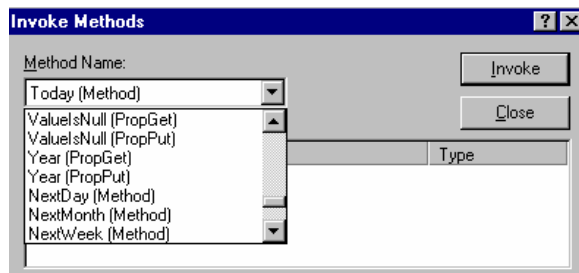 Invoke Methods
Method Name:
Invoke
Today (Method)
Close
ValueIsNull (PropGet)
ValueIsNull (PropPut)
Type
Year (PropGet)
Year (PropPut)
NextDay (Method)
NextMonth (Method)
NextWeek (Method)